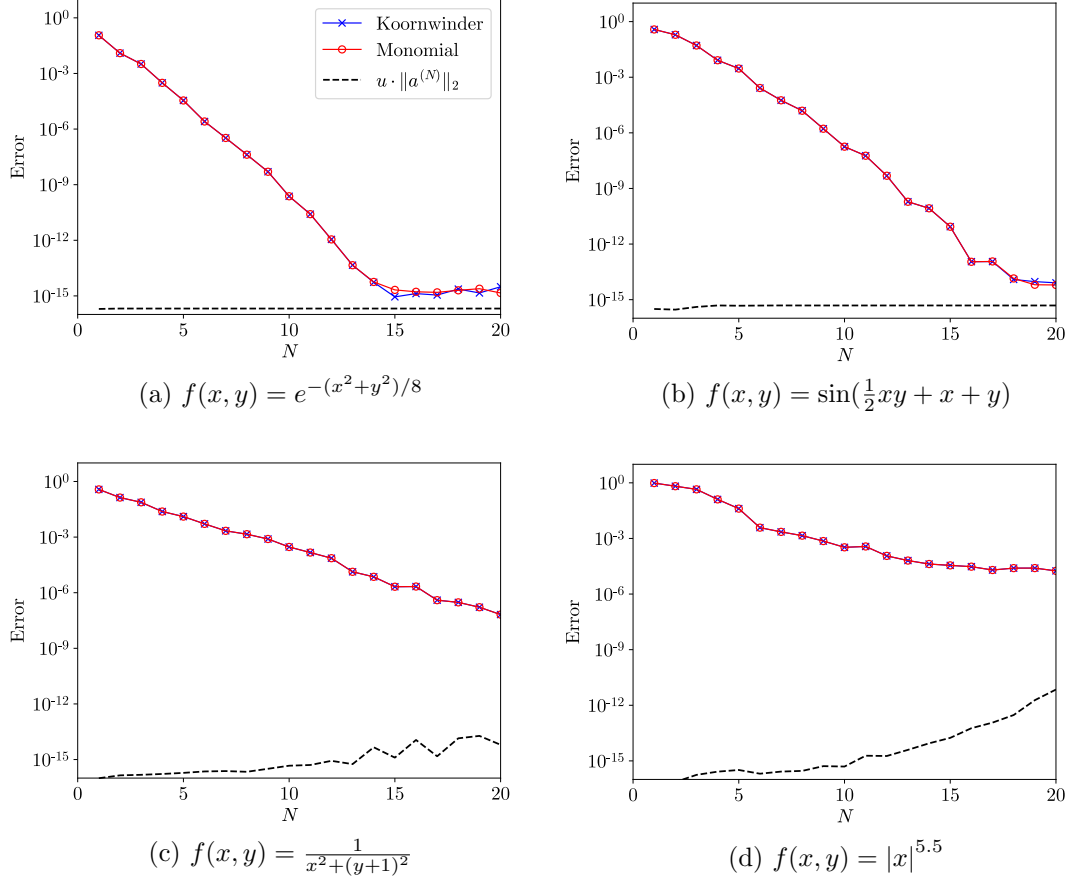 Koornwinder
Monomial
u · ‖a^{(N)}‖_2
Error
10^0
10^{-3}
10^{-6}
10^{-9}
10^{-12}
10^{-15}
0 5 10 15 20
N
(a) f(x, y) = e^{-(x^2+y^2)/8}
Error
10^0
10^{-3}
10^{-6}
10^{-9}
10^{-12}
10^{-15}
0 5 10 15 20
N
(b) f(x, y) = sin(\frac{1}{2}xy + x + y)
Error
10^0
10^{-3}
10^{-6}
10^{-9}
10^{-12}
10^{-15}
0 5 10 15 20
N
(c) f(x, y) = \frac{1}{x^2+(y+1)^2}
Error
10^0
10^{-3}
10^{-6}
10^{-9}
10^{-12}
10^{-15}
0 5 10 15 20
N
(d) f(x, y) = |x|^{5.5}